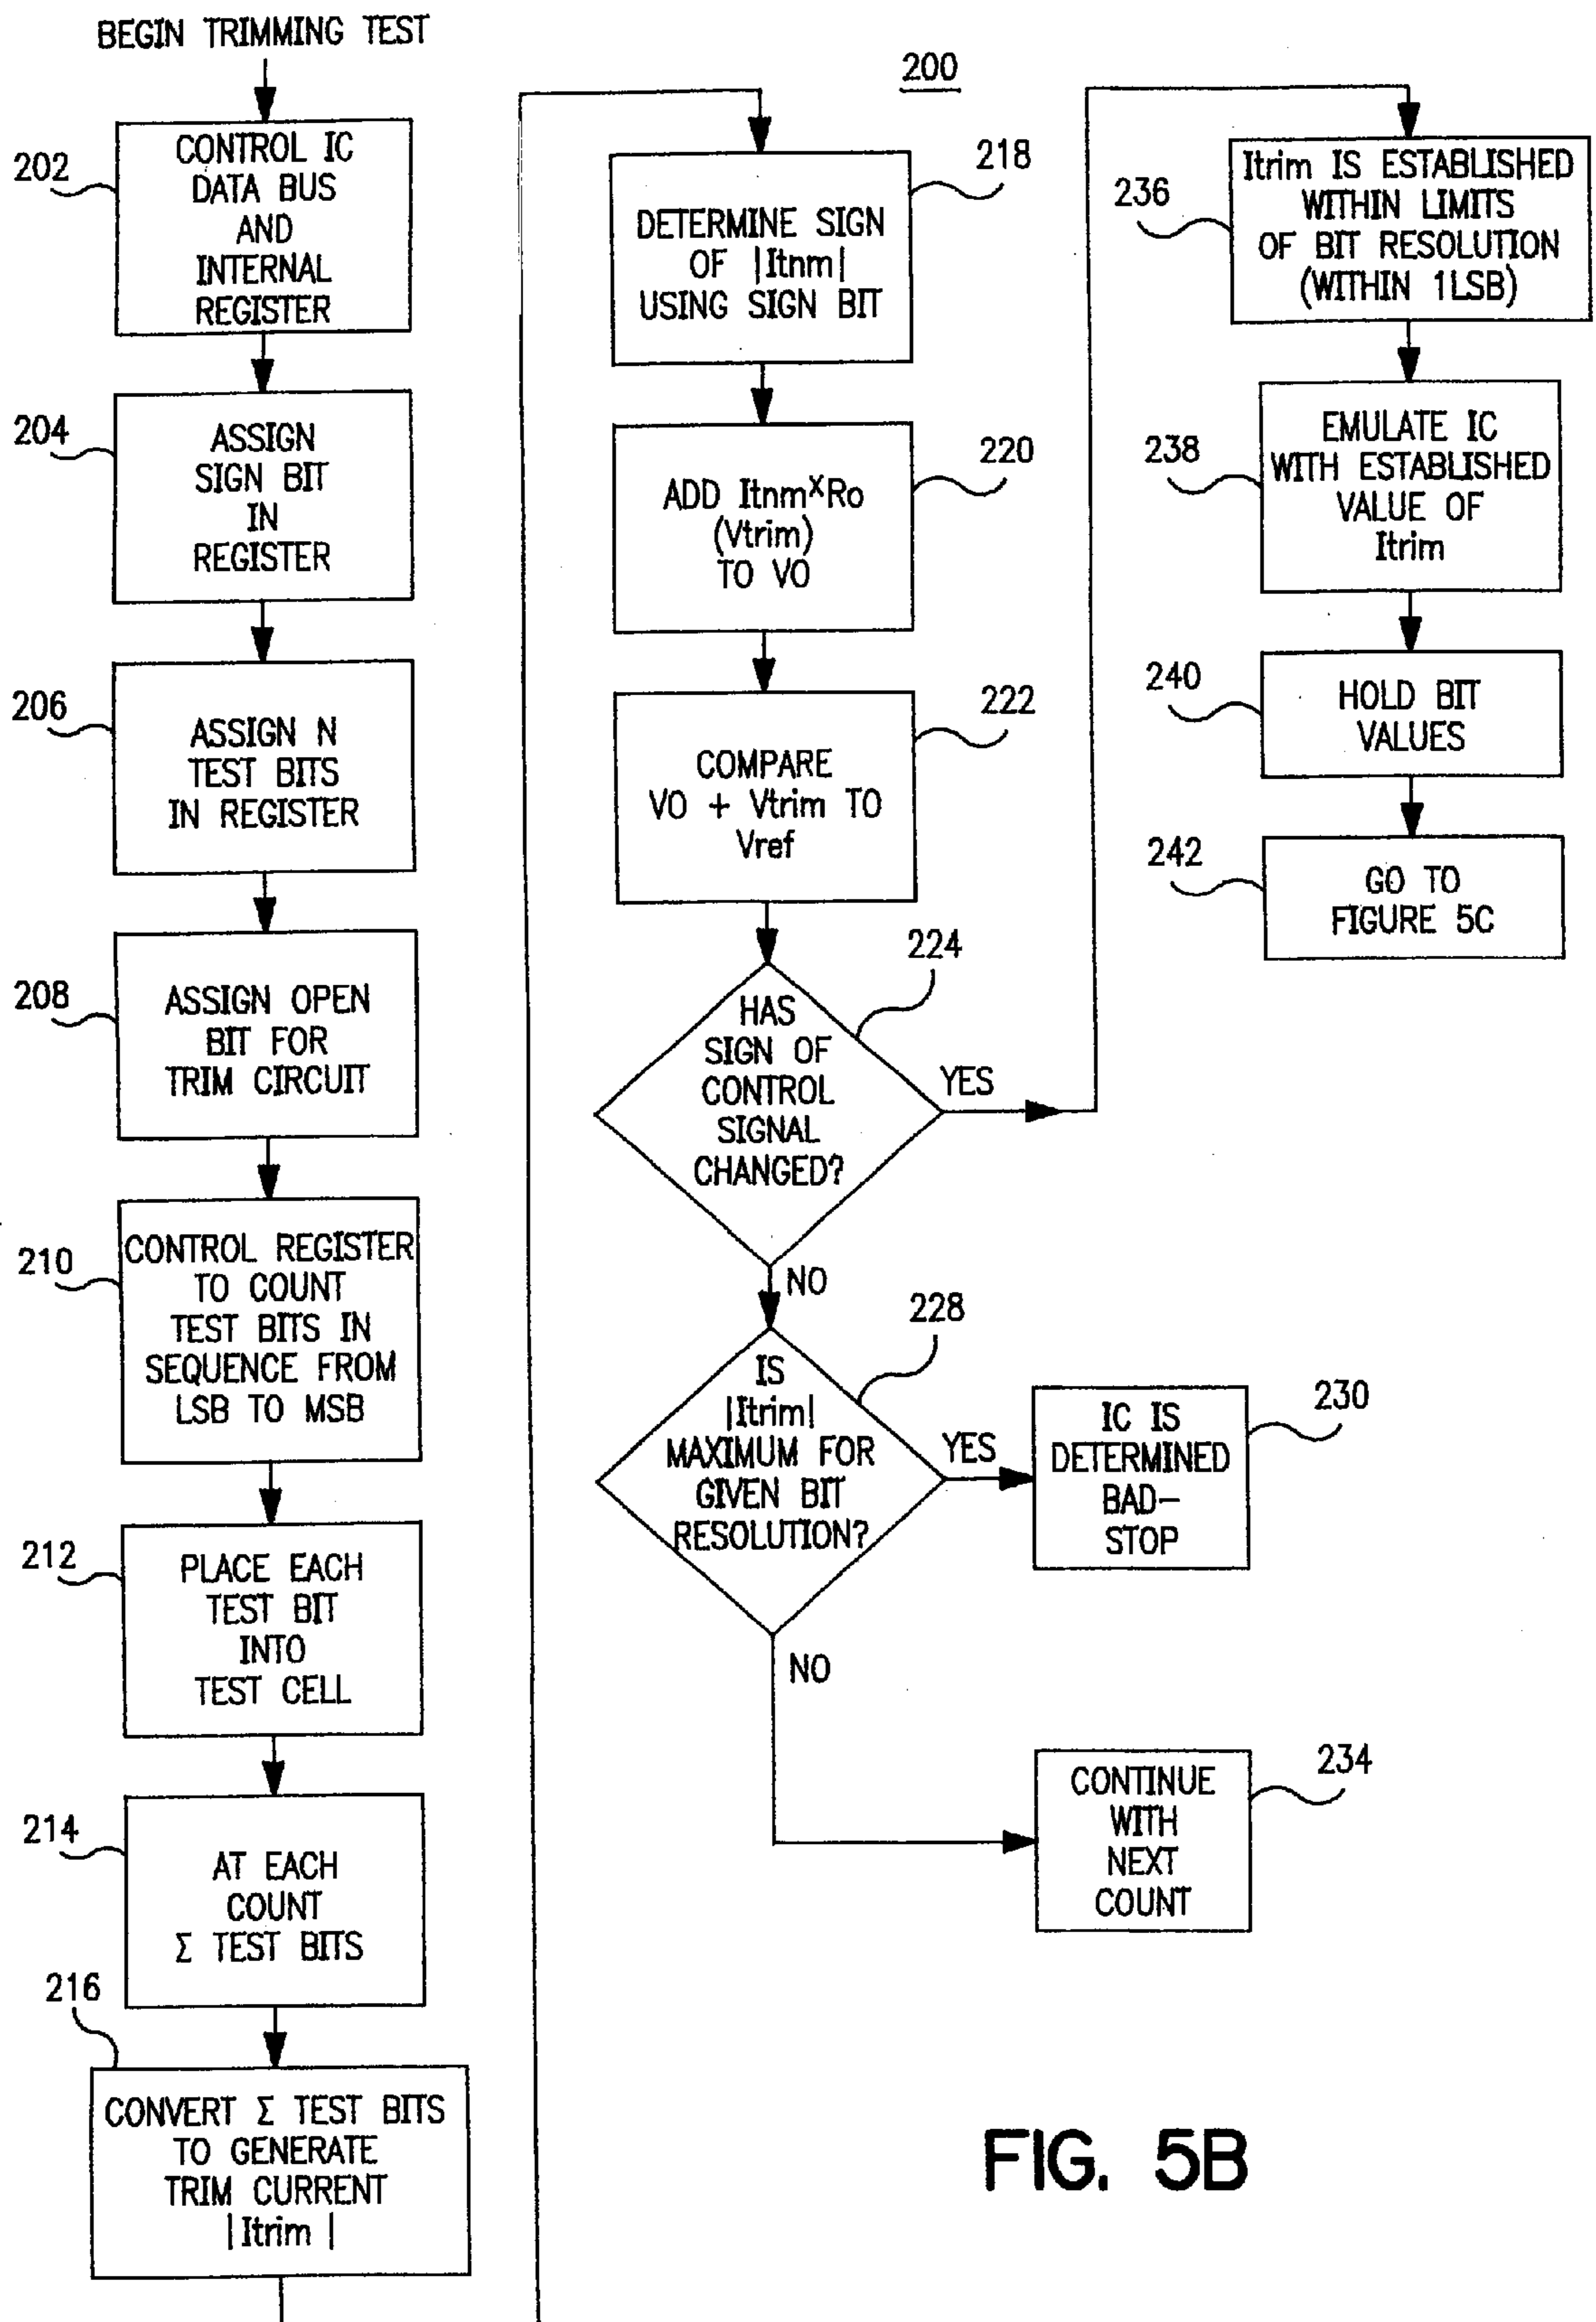 BEGIN TRIMMING TEST
202
CONTROL IC
DATA BUS
AND
INTERNAL
REGISTER
204
ASSIGN
SIGN BIT
IN
REGISTER
206
ASSIGN N
TEST BITS
IN REGISTER
208
ASSIGN OPEN
BIT FOR
TRIM CIRCUIT
210
CONTROL REGISTER
TO COUNT
TEST BITS IN
SEQUENCE FROM
LSB TO MSB
212
PLACE EACH
TEST BIT
INTO
TEST CELL
214
AT EACH
COUNT
Σ TEST BITS
216
CONVERT Σ TEST BITS
TO GENERATE
TRIM CURRENT
|Itrim |
200
218
DETERMINE SIGN
OF |Itnm|
USING SIGN BIT
220
ADD ItnmxRo
(Vtrim)
TO VO
222
COMPARE
VO + Vtrim TO
Vref
224
HAS
SIGN OF
CONTROL
SIGNAL
CHANGED?
YES
NO
228
IS
|Itrim|
MAXIMUM FOR
GIVEN BIT
RESOLUTION?
YES
NO
230
IC IS
DETERMINED
BAD–
STOP
234
CONTINUE
WITH
NEXT
COUNT
236
Itrim IS ESTABLISHED
WITHIN LIMITS
OF BIT RESOLUTION
(WITHIN 1LSB)
238
EMULATE IC
WITH ESTABLISHED
VALUE OF
Itrim
240
HOLD BIT
VALUES
242
GO TO
FIGURE 5C
FIG. 5B